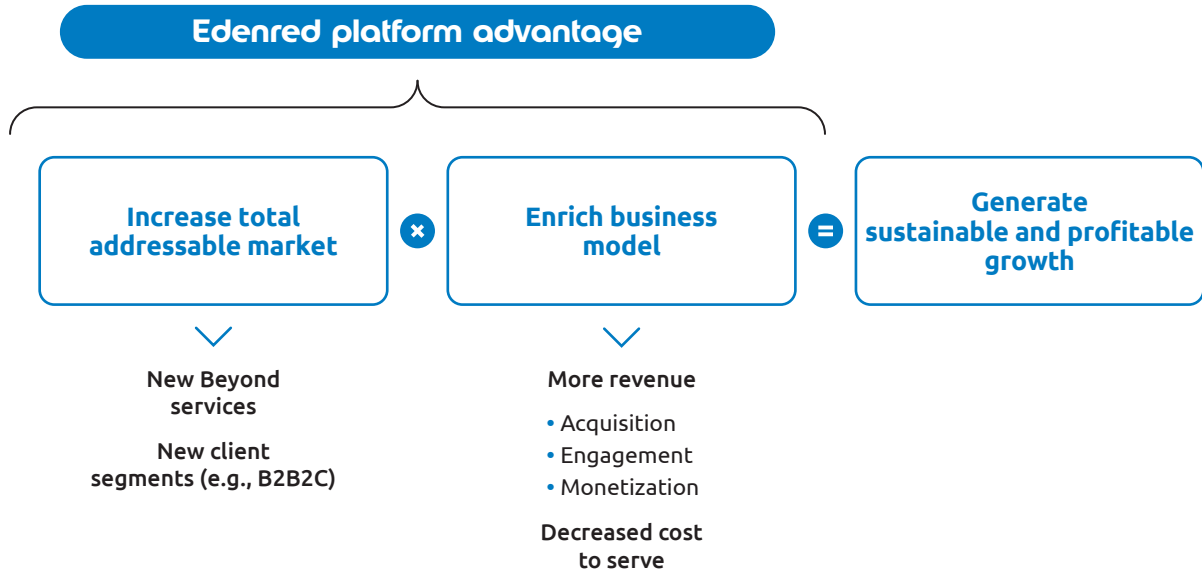 Edenred platform advantage
Increase total
addressable market
×
Enrich business
model
=
Generate
sustainable and profitable
growth
New Beyond
services
New client
segments (e.g., B2B2C)
More revenue
• Acquisition
• Engagement
• Monetization
Decreased cost
to serve